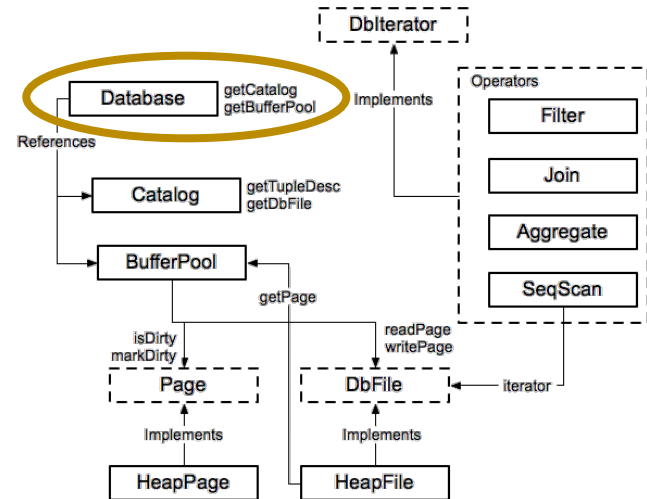 DbIterator
Operators
Database
getCatalog
getBufferPool
Implements
Filter
References
Join
Catalog
getTupleDesc
getDbFile
Aggregate
BufferPool
SeqScan
getPage
isDirty
markDirty
readPage
writePage
Page
DbFile
iterator
Implements
Implements
HeapPage
HeapFile